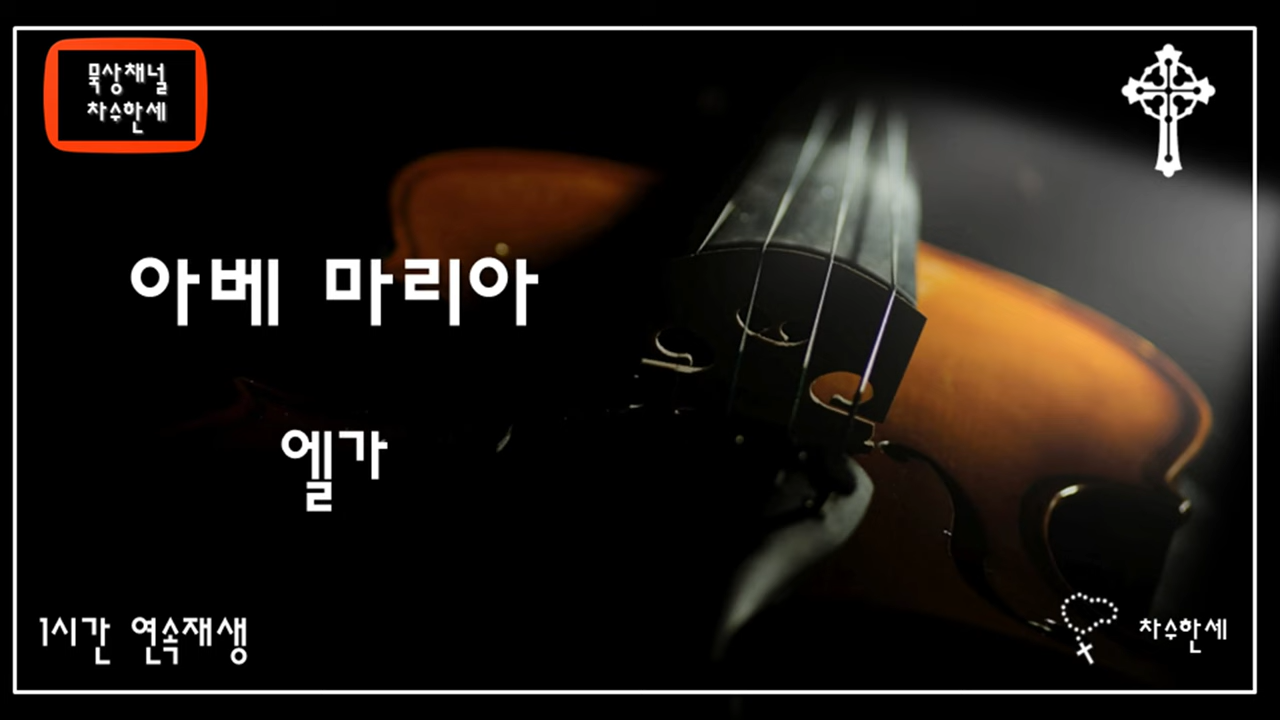 묵상채널
차수한세
아베 마리아
엘가
1시간 연속재생
차수한세